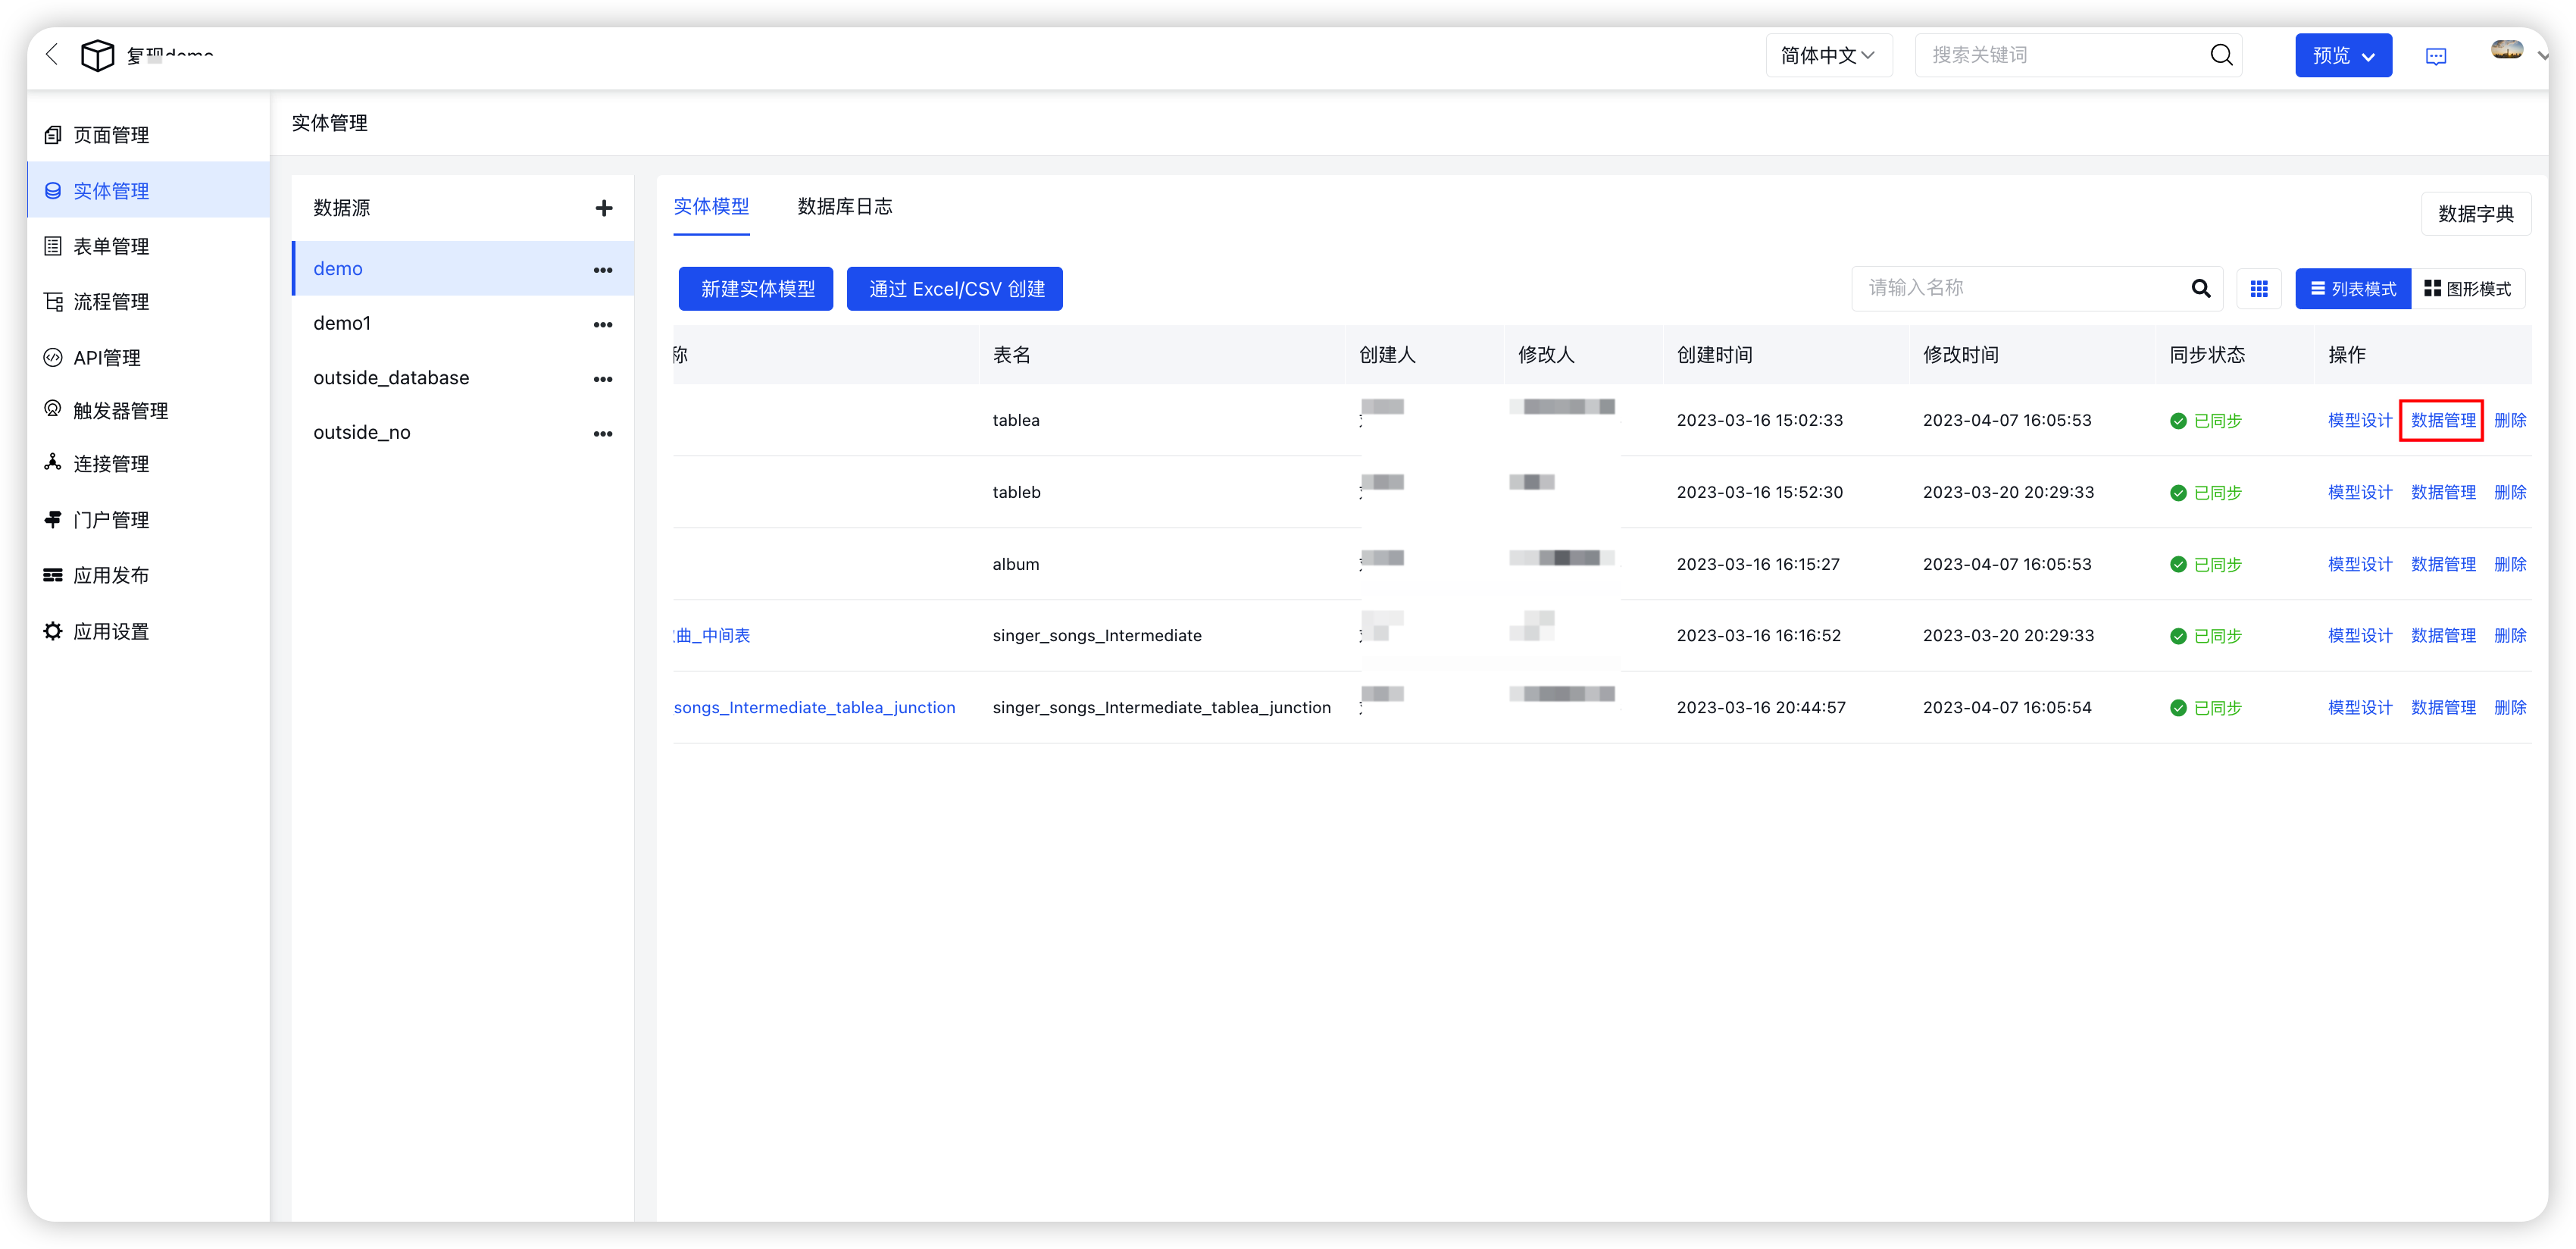 简体中文
搜索关键词
预览
页面管理
实体管理
表单管理
流程管理
API管理
触发器管理
连接管理
门户管理
应用发布
应用设置
实体管理
数据源
demo
demo1
outside_database
outside_no
实体模型 数据库日志
数据字典
新建实体模型 通过 Excel/CSV 创建
请输入名称
列表模式 图形模式
称 表名 创建人 修改人 创建时间 修改时间 同步状态 操作
tablea 2023-03-16 15:02:33 2023-04-07 16:05:53 已同步 模型设计 数据管理 删除
tableb 2023-03-16 15:52:30 2023-03-20 20:29:33 已同步 模型设计 数据管理 删除
album 2023-03-16 16:15:27 2023-04-07 16:05:53 已同步 模型设计 数据管理 删除
曲_中间表 singer_songs_Intermediate 2023-03-16 16:16:52 2023-03-20 20:29:33 已同步 模型设计 数据管理 删除
songs_Intermediate_tablea_junction singer_songs_Intermediate_tablea_junction 2023-03-16 20:44:57 2023-04-07 16:05:54 已同步 模型设计 数据管理 删除